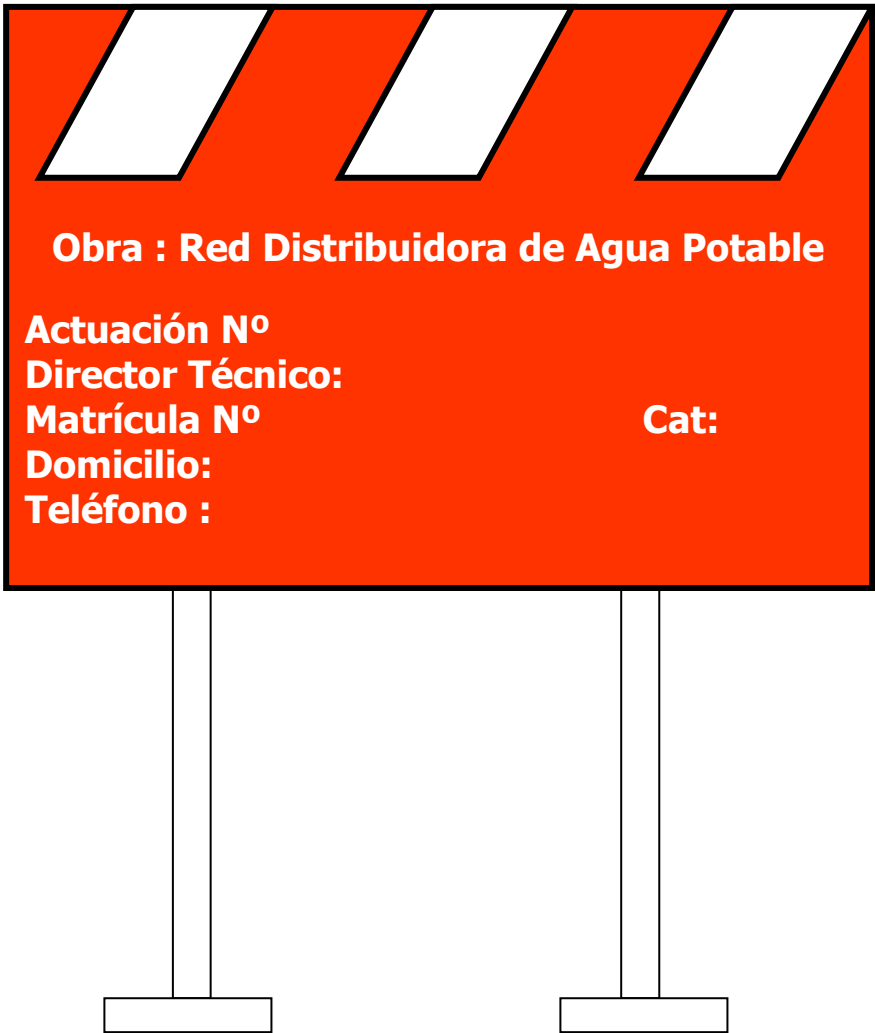 Obra : Red Distribuidora de Agua Potable
Actuación Nº
Director Técnico:
Matrícula Nº Cat:
Domicilio:
Teléfono :